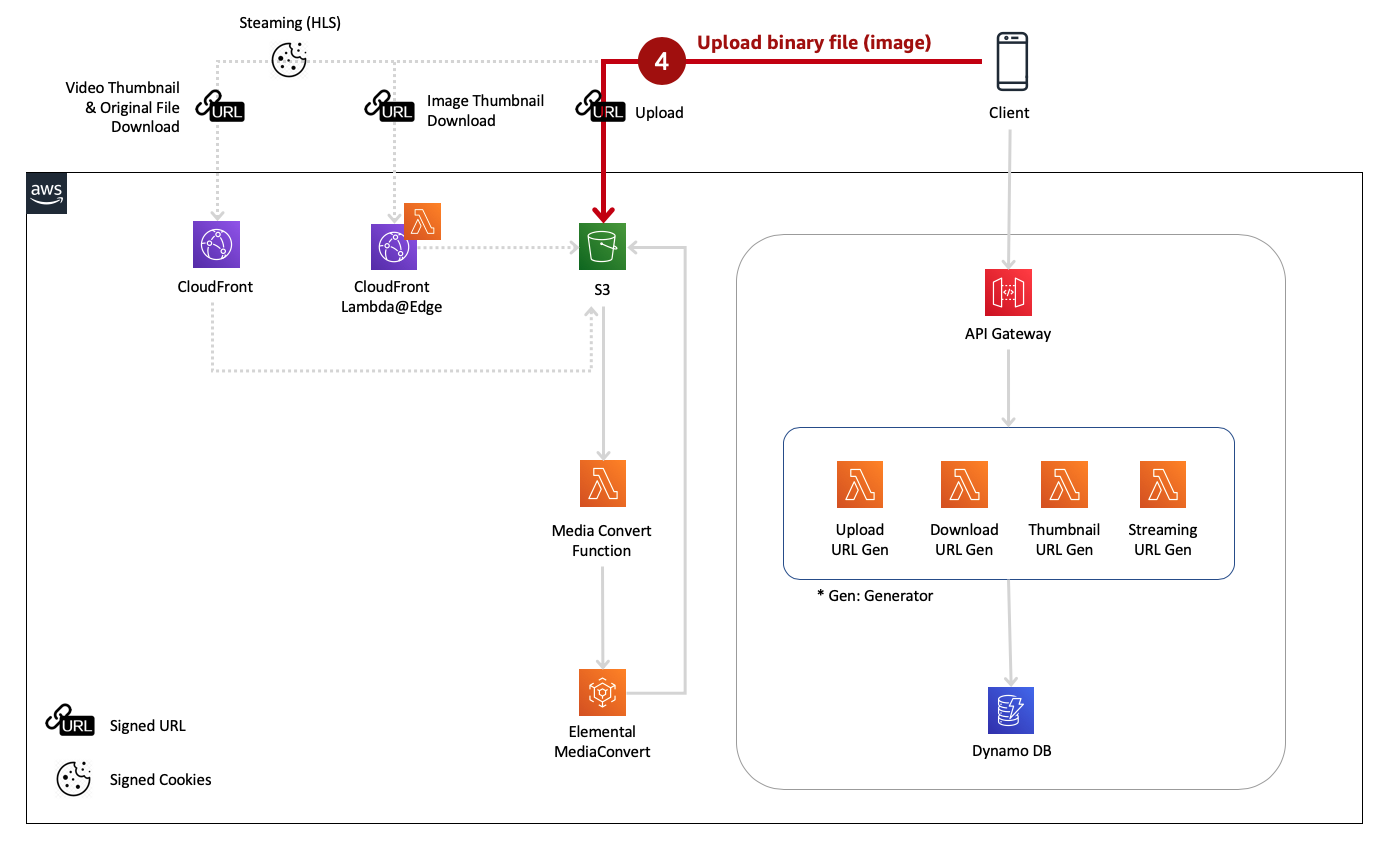 Steaming (HLS)
4
Upload binary file (image)
Video Thumbnail
& Original File
Download
URL
URL
Image Thumbnail
Download
URL
Upload
Client
aws
CloudFront
CloudFront
Lambda@Edge
S3
API Gateway
Media Convert
Function
Upload
URL Gen
Download
URL Gen
Thumbnail
URL Gen
Streaming
URL Gen
* Gen: Generator
Elemental
MediaConvert
Dynamo DB
URL
Signed URL
Signed Cookies